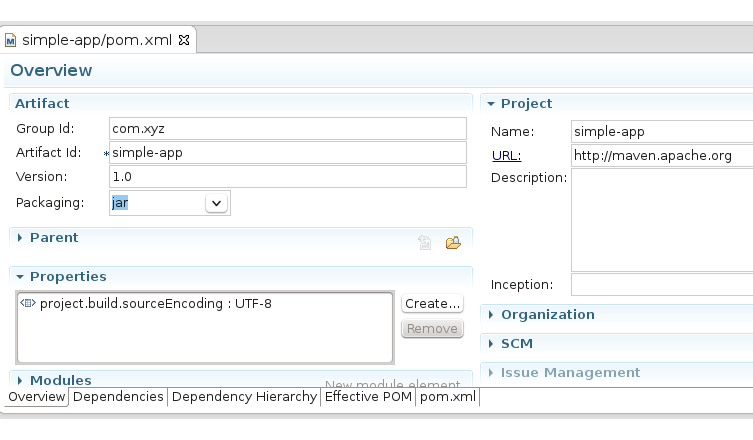 simple-app/pom.xml
Overview
Artifact
Group Id: com.xyz
Artifact Id: * simple-app
Version: 1.0
Packaging: jar
Parent
Properties
project.build.sourceEncoding : UTF-8
Create...
Remove
Modules
New module element
Project
Name: simple-app
URL: http://maven.apache.org
Description:
Inception:
Organization
SCM
Issue Management
Overview Dependencies Dependency Hierarchy Effective POM pom.xml